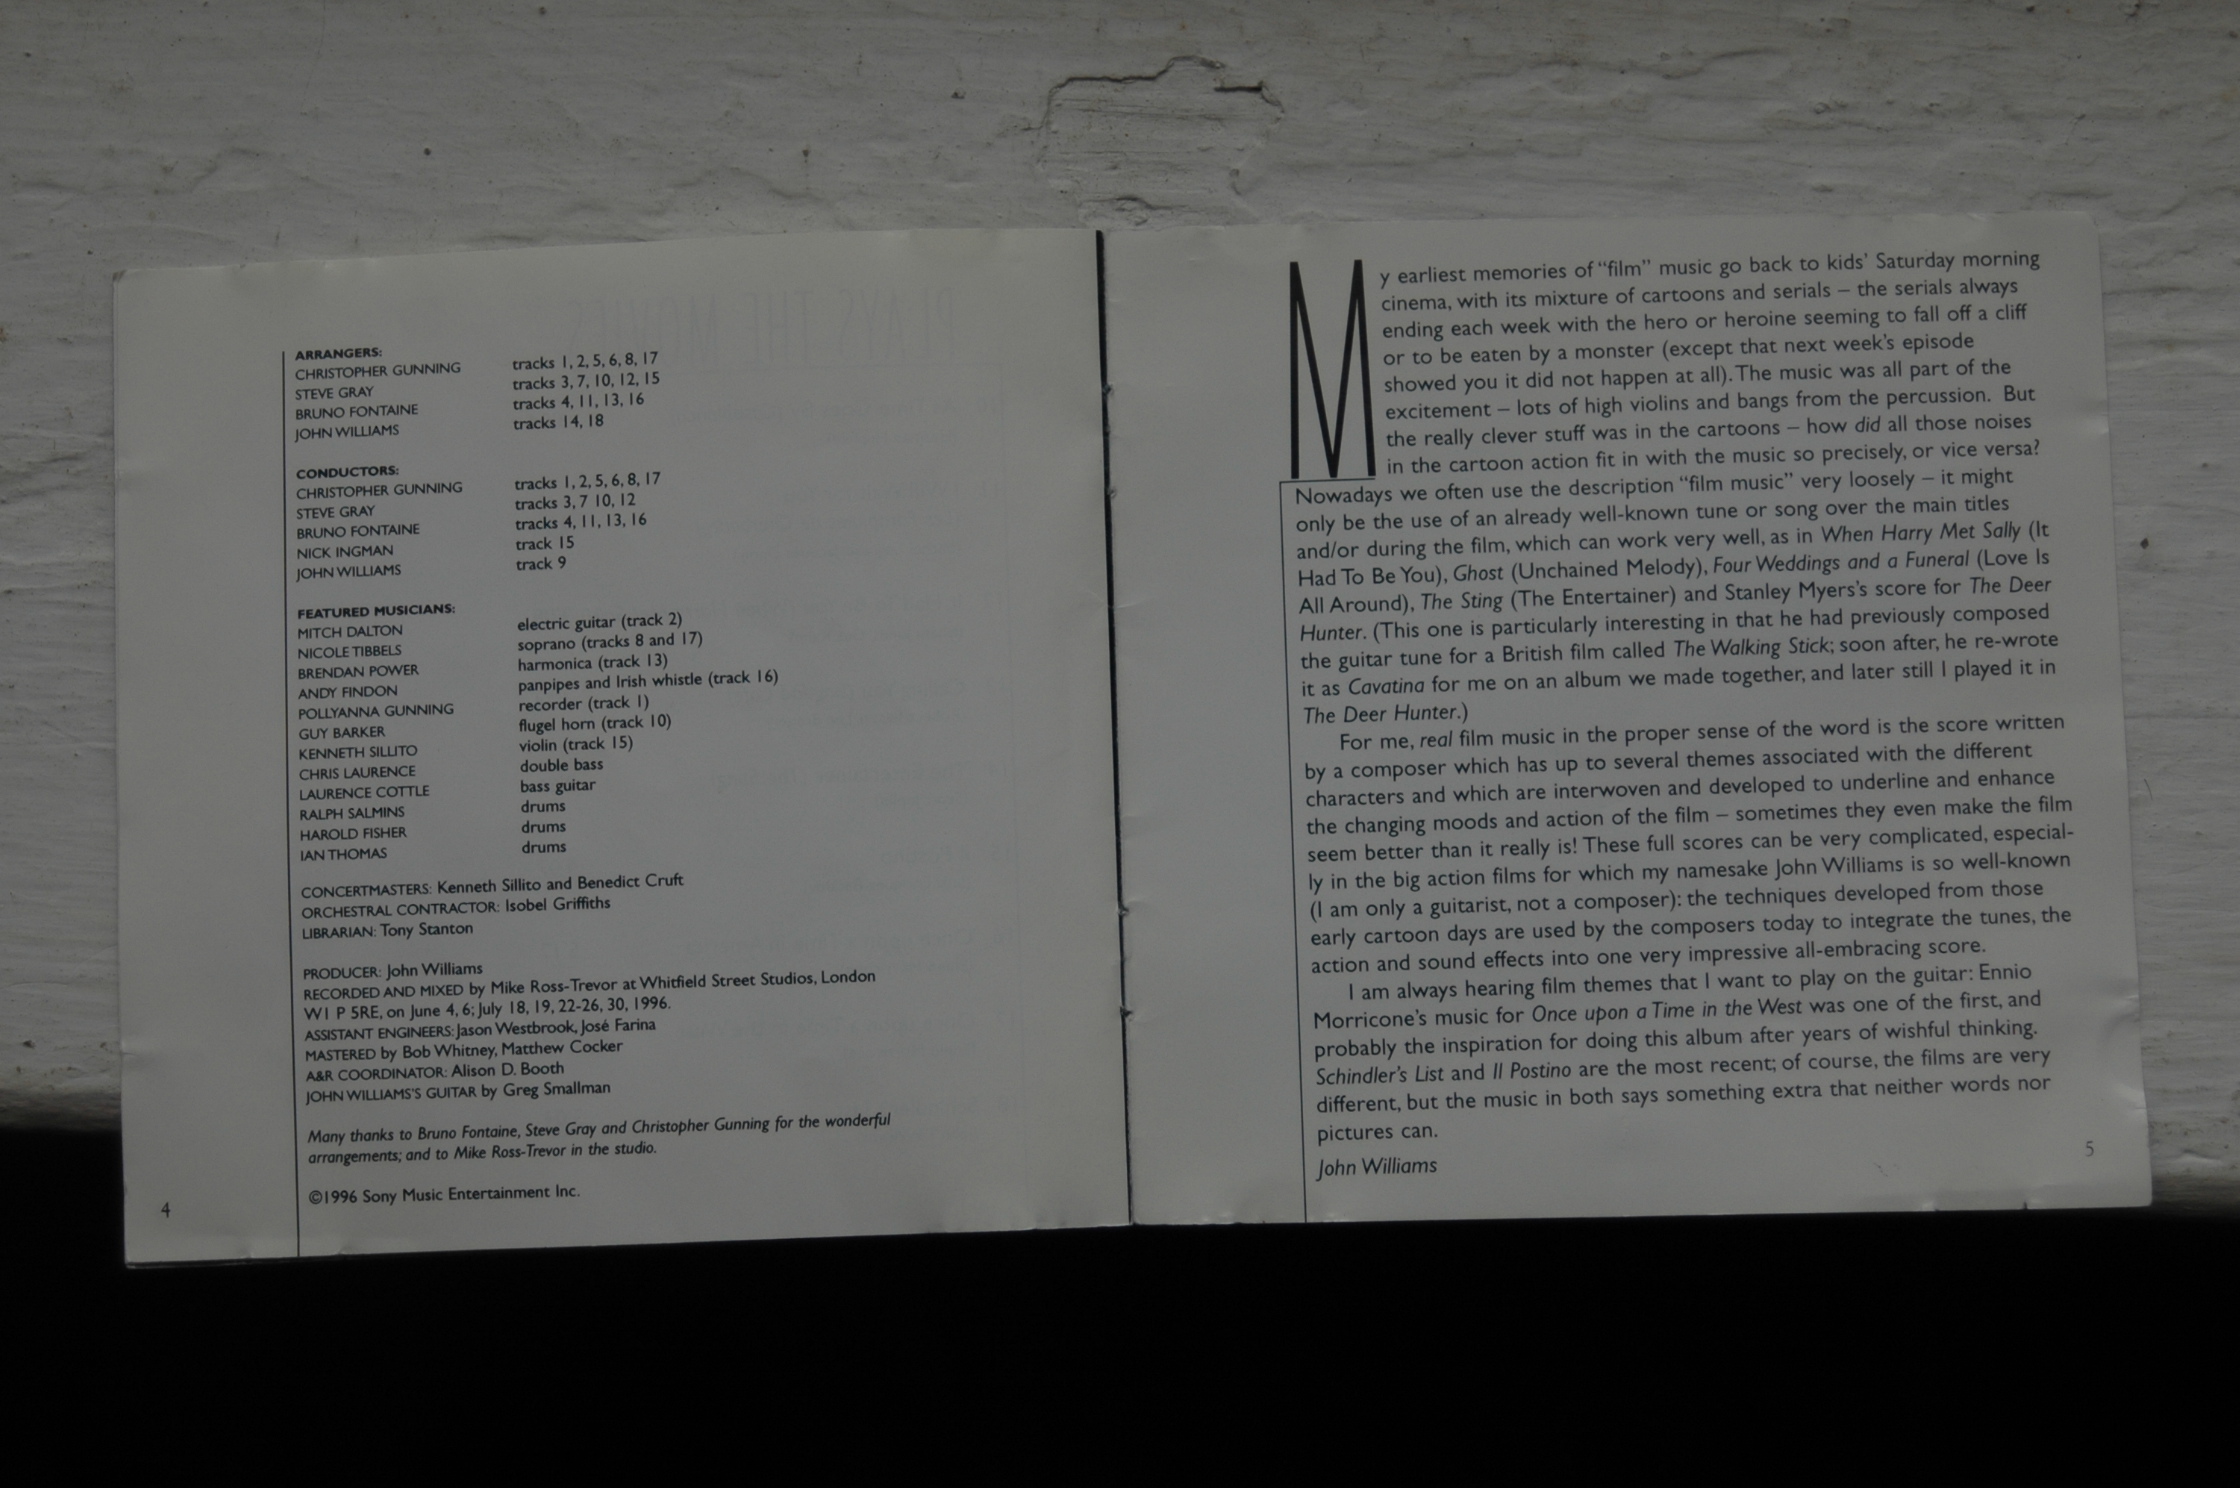 ARRANGERS:
CHRISTOPHER GUNNING tracks 1, 2, 5, 6, 8, 17
STEVE GRAY tracks 3, 7, 10, 12, 15
BRUNO FONTAINE tracks 4, 11, 13, 16
JOHN WILLIAMS tracks 14, 18
CONDUCTORS:
CHRISTOPHER GUNNING tracks 1, 2, 5, 6, 8, 17
STEVE GRAY tracks 3, 7 10, 12
BRUNO FONTAINE tracks 4, 11, 13, 16
NICK INGMAN track 15
JOHN WILLIAMS track 9
FEATURED MUSICIANS:
MITCH DALTON electric guitar (track 2)
NICOLE TIBBELS soprano (tracks 8 and 17)
BRENDAN POWER harmonica (track 13)
ANDY FINDON panpipes and Irish whistle (track 16)
POLLYANNA GUNNING recorder (track 1)
GUY BARKER flugel horn (track 10)
KENNETH SILLITO violin (track 15)
CHRIS LAURENCE double bass
LAURENCE COTTLE bass guitar
RALPH SALMINS drums
HAROLD FISHER drums
IAN THOMAS drums
CONCERTMASTERS: Kenneth Sillito and Benedict Cruft
ORCHESTRAL CONTRACTOR: Isobel Griffiths
LIBRARIAN: Tony Stanton
PRODUCER: John Williams
RECORDED AND MIXED by Mike Ross-Trevor at Whitfield Street Studios, London
W1 P 5RE, on June 4, 6; July 18, 19, 22-26, 30, 1996.
ASSISTANT ENGINEERS: Jason Westbrook, José Farina
MASTERED by Bob Whitney, Matthew Cocker
A&R COORDINATOR: Alison D. Booth
JOHN WILLIAMS'S GUITAR by Greg Smallman
Many thanks to Bruno Fontaine, Steve Gray and Christopher Gunning for the wonderful
arrangements; and to Mike Ross-Trevor in the studio.
©1996 Sony Music Entertainment Inc.
4
My earliest memories of “film” music go back to kids' Saturday morning
cinema, with its mixture of cartoons and serials – the serials always
ending each week with the hero or heroine seeming to fall off a cliff
or to be eaten by a monster (except that next week's episode
showed you it did not happen at all). The music was all part of the
excitement – lots of high violins and bangs from the percussion. But
the really clever stuff was in the cartoons – how did all those noises
in the cartoon action fit in with the music so precisely, or vice versa?
Nowadays we often use the description “film music” very loosely – it might
only be the use of an already well-known tune or song over the main titles
and/or during the film, which can work very well, as in When Harry Met Sally (It
Had To Be You), Ghost (Unchained Melody), Four Weddings and a Funeral (Love Is
All Around), The Sting (The Entertainer) and Stanley Myers's score for The Deer
Hunter. (This one is particularly interesting in that he had previously composed
the guitar tune for a British film called The Walking Stick; soon after, he re-wrote
it as Cavatina for me on an album we made together, and later still I played it in
The Deer Hunter.)
For me, real film music in the proper sense of the word is the score written
by a composer which has up to several themes associated with the different
characters and which are interwoven and developed to underline and enhance
the changing moods and action of the film – sometimes they even make the film
seem better than it really is! These full scores can be very complicated, especial-
ly in the big action films for which my namesake John Williams is so well-known
(I am only a guitarist, not a composer): the techniques developed from those
early cartoon days are used by the composers today to integrate the tunes, the
action and sound effects into one very impressive all-embracing score.
I am always hearing film themes that I want to play on the guitar: Ennio
Morricone's music for Once upon a Time in the West was one of the first, and
probably the inspiration for doing this album after years of wishful thinking.
Schindler's List and Il Postino are the most recent; of course, the films are very
different, but the music in both says something extra that neither words nor
pictures can.
John Williams
5